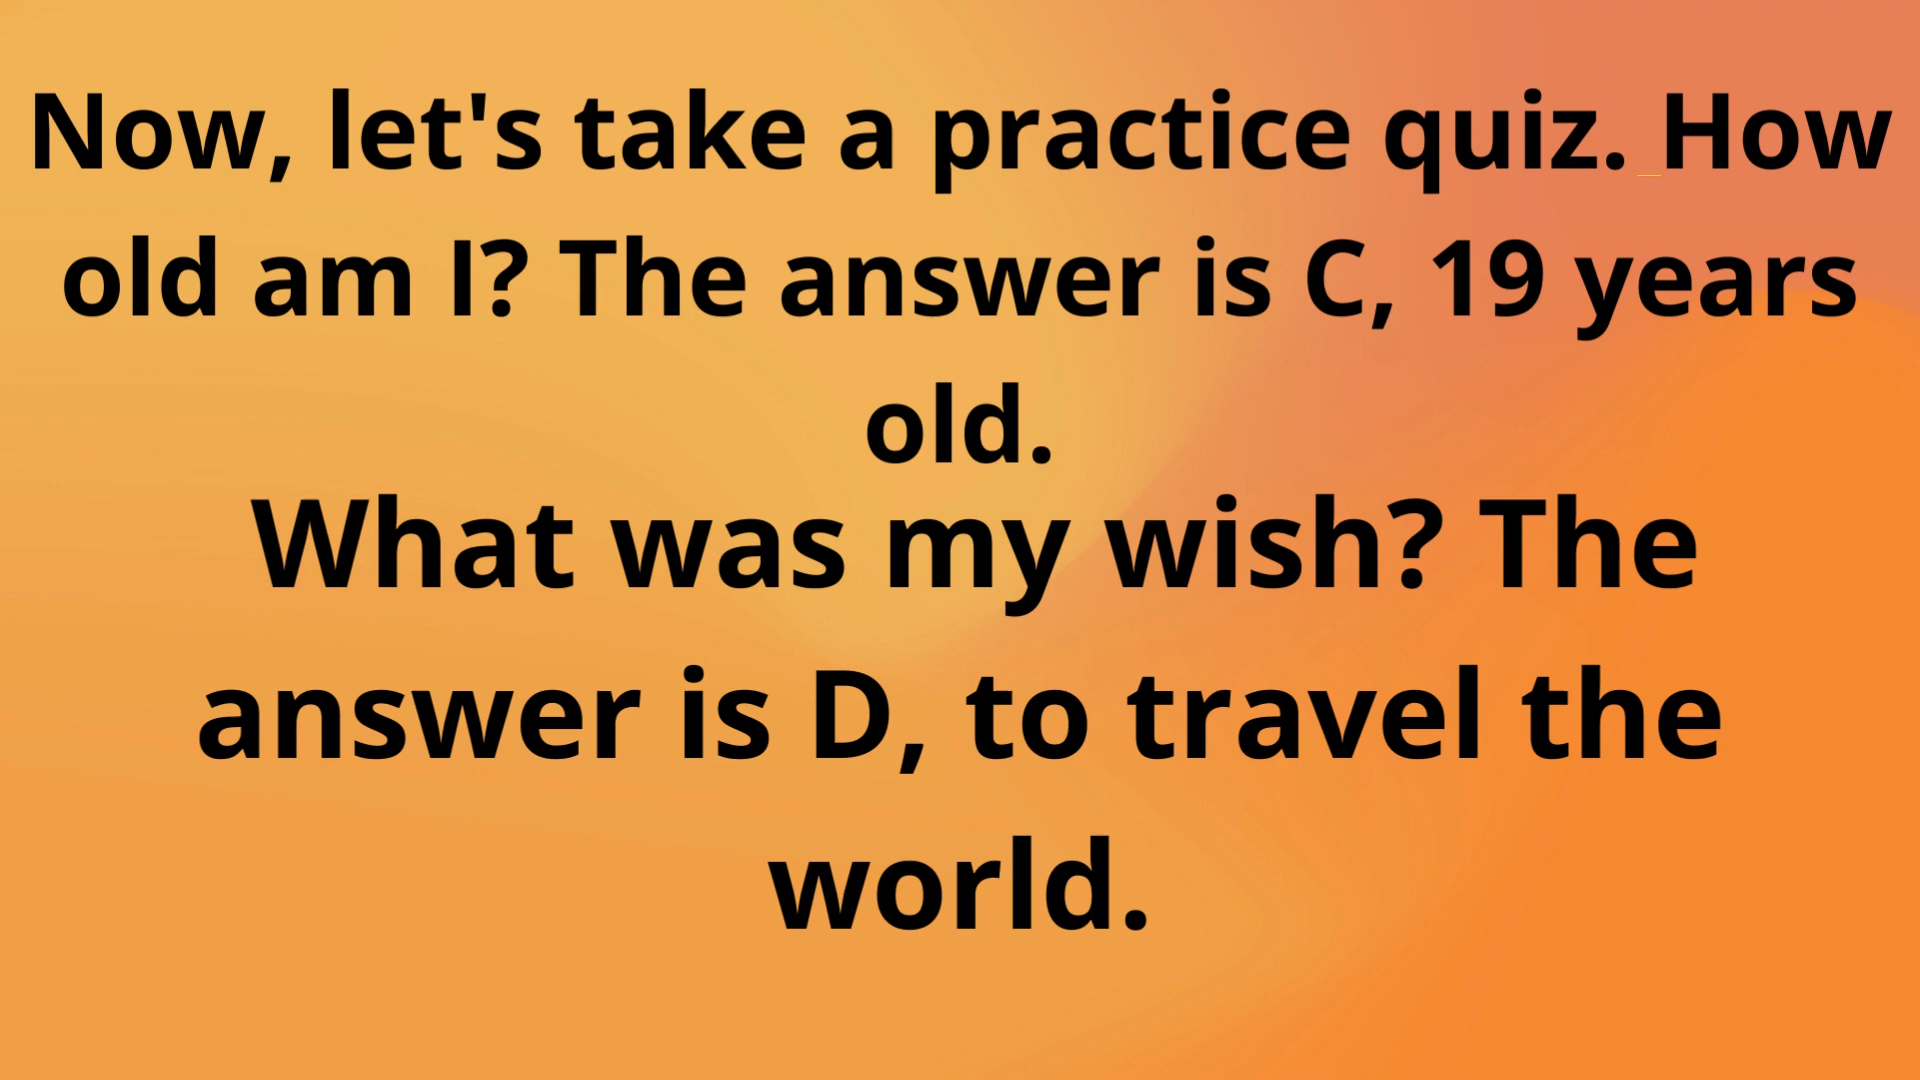 Now, let's take a practice quiz. How
old am I? The answer is C, 19 years
old.
What was my wish? The
answer is D, to travel the
world.